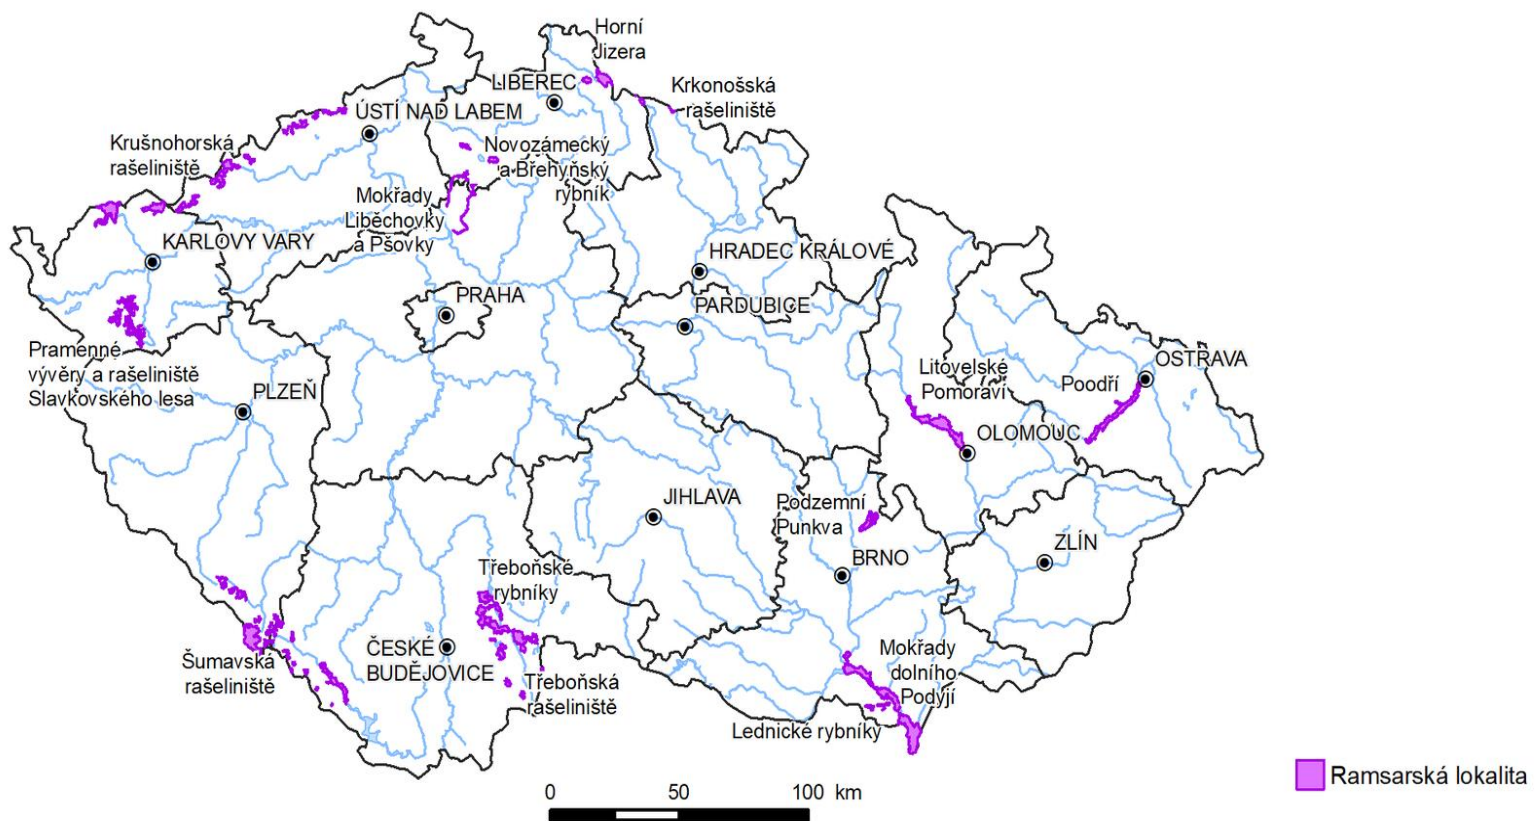 Horní
Jizera
LIBEREC
Krkonošská
rašeliniště
ÚSTÍ NAD LABEM
Krušnohorská
rašeliniště
Novozámecký
a Břehyňský
rybník
Mokřady
Liběchovky
a Pšovky
KARLOVY VARY
HRADEC KRÁLOVÉ
PRAHA
PARDUBICE
Pramenné
vývěry a rašeliniště
Slavkovského lesa
PLZEŇ
Litovelské
Pomoraví
Poodří
OSTRAVA
OLOMOUC
JIHLAVA
Podzemní
Punkva
BRNO
ZLÍN
Třeboňské
rybníky
ČESKÉ
BUDĚJOVICE
Šumavská
rašeliniště
Třeboňská
rašeliniště
Mokřady
dolního
Podyjí
Lednické rybníky
Ramsarská lokalita
0 50 100 km